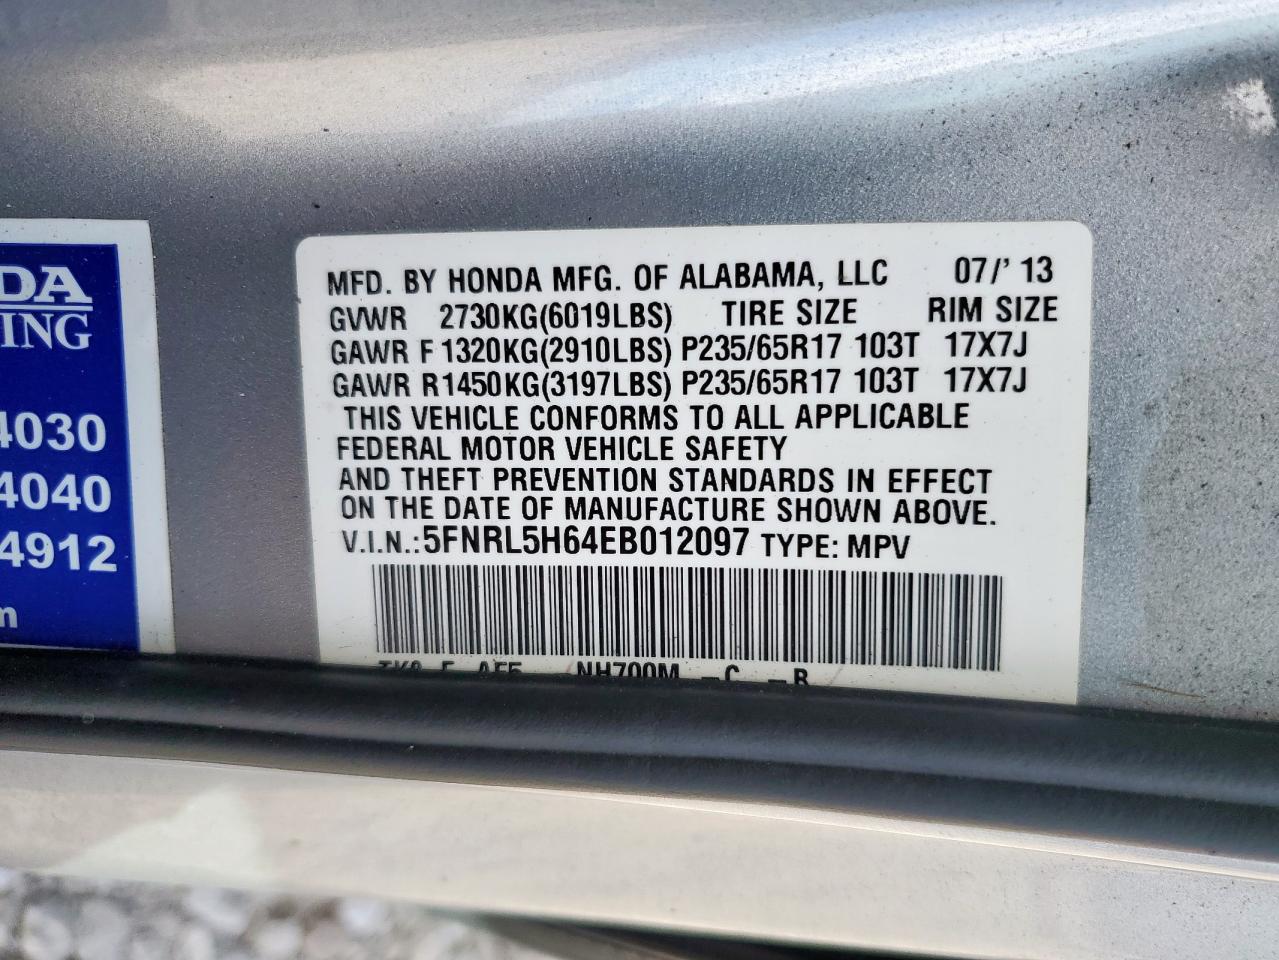 DA
ING
4030
4040
4912
m
MFD. BY HONDA MFG. OF ALABAMA, LLC 07/' 13
GVWR 2730KG(6019LBS) TIRE SIZE RIM SIZE
GAWR F 1320KG(2910LBS) P235/65R17 103T 17X7J
GAWR R1450KG(3197LBS) P235/65R17 103T 17X7J
THIS VEHICLE CONFORMS TO ALL APPLICABLE
FEDERAL MOTOR VEHICLE SAFETY
AND THEFT PREVENTION STANDARDS IN EFFECT
ON THE DATE OF MANUFACTURE SHOWN ABOVE.
V.I.N.:5FNRL5H64EB012097 TYPE: MPV
NH700M -C -B